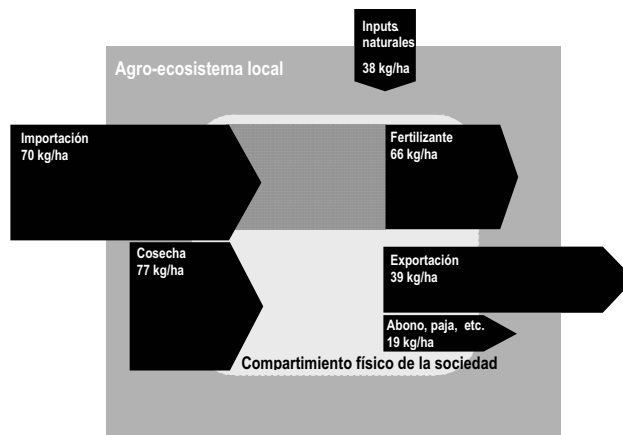 Inputs
naturales
38 kg/ha
Agro-ecosistema local
Importación
70 kg/ha
Fertilizante
66 kg/ha
Cosecha
77 kg/ha
Exportación
39 kg/ha
Abono, paja, etc.
19 kg/ha
Compartimiento físico de la sociedad